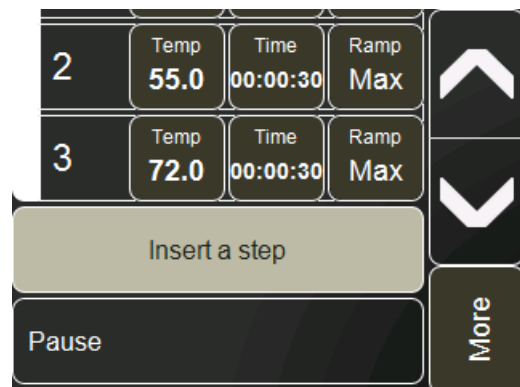 2 Temp Time Ramp
55.0 00:00:30 Max
3 Temp Time Ramp
72.0 00:00:30 Max
Insert a step
Pause
More